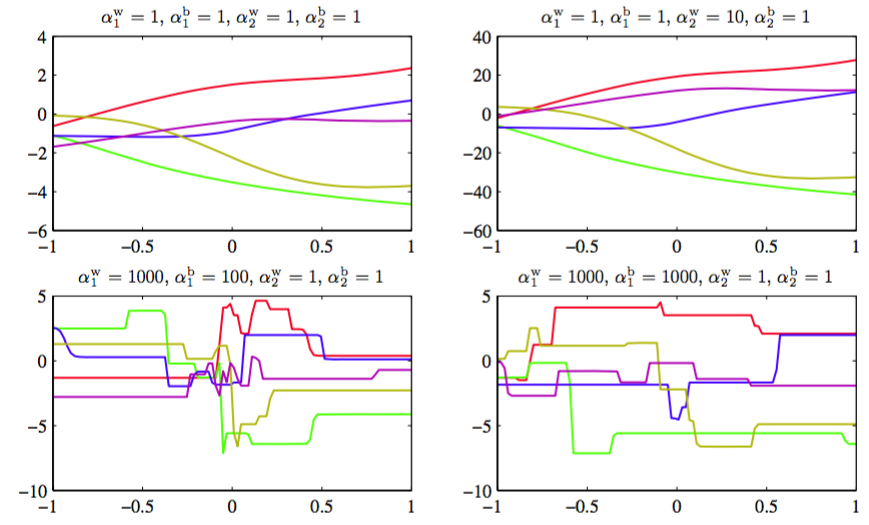 α₁ʷ = 1, α₁ᵇ = 1, α₂ʷ = 1, α₂ᵇ = 1
4
2
0
−2
−4
−6
−1 −0.5 0 0.5 1
α₁ʷ = 1, α₁ᵇ = 1, α₂ʷ = 10, α₂ᵇ = 1
40
20
0
−20
−40
−60
−1 −0.5 0 0.5 1
α₁ʷ = 1000, α₁ᵇ = 100, α₂ʷ = 1, α₂ᵇ = 1
5
0
−5
−10
−1 −0.5 0 0.5 1
α₁ʷ = 1000, α₁ᵇ = 1000, α₂ʷ = 1, α₂ᵇ = 1
5
0
−5
−10
−1 −0.5 0 0.5 1